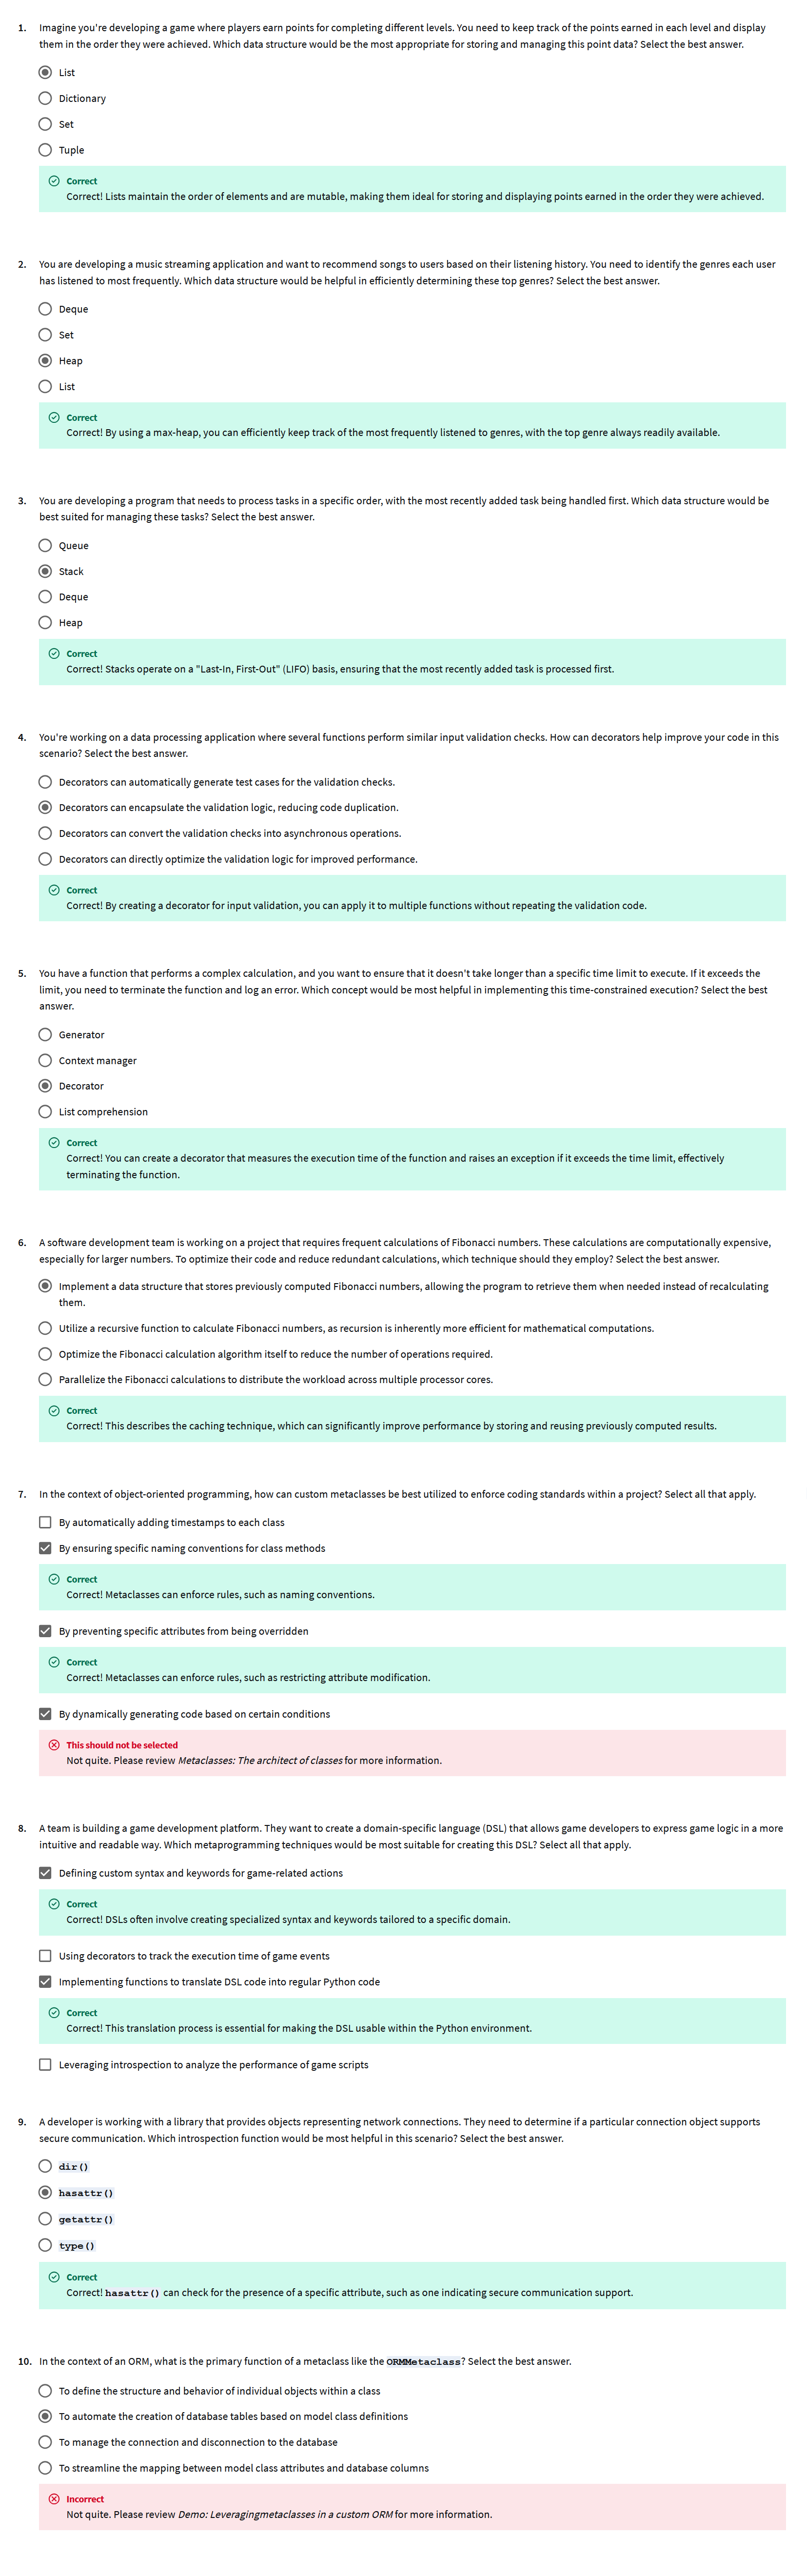 1. Imagine you're developing a game where players earn points for completing different levels. You need to keep track of the points earned in each level and display
them in the order they were achieved. Which data structure would be the most appropriate for storing and managing this point data? Select the best answer.
List
Dictionary
Set
Tuple
Correct
Correct! Lists maintain the order of elements and are mutable, making them ideal for storing and displaying points earned in the order they were achieved.
2. You are developing a music streaming application and want to recommend songs to users based on their listening history. You need to identify the genres each user
has listened to most frequently. Which data structure would be helpful in efficiently determining these top genres? Select the best answer.
Deque
Set
Heap
List
Correct
Correct! By using a max-heap, you can efficiently keep track of the most frequently listened to genres, with the top genre always readily available.
3. You are developing a program that needs to process tasks in a specific order, with the most recently added task being handled first. Which data structure would be
best suited for managing these tasks? Select the best answer.
Queue
Stack
Deque
Heap
Correct
Correct! Stacks operate on a "Last-In, First-Out" (LIFO) basis, ensuring that the most recently added task is processed first.
4. You're working on a data processing application where several functions perform similar input validation checks. How can decorators help improve your code in this
scenario? Select the best answer.
Decorators can automatically generate test cases for the validation checks.
Decorators can encapsulate the validation logic, reducing code duplication.
Decorators can convert the validation checks into asynchronous operations.
Decorators can directly optimize the validation logic for improved performance.
Correct
Correct! By creating a decorator for input validation, you can apply it to multiple functions without repeating the validation code.
5. You have a function that performs a complex calculation, and you want to ensure that it doesn't take longer than a specific time limit to execute. If it exceeds the
limit, you need to terminate the function and log an error. Which concept would be most helpful in implementing this time-constrained execution? Select the best
answer.
Generator
Context manager
Decorator
List comprehension
Correct
Correct! You can create a decorator that measures the execution time of the function and raises an exception if it exceeds the time limit, effectively
terminating the function.
6. A software development team is working on a project that requires frequent calculations of Fibonacci numbers. These calculations are computationally expensive,
especially for larger numbers. To optimize their code and reduce redundant calculations, which technique should they employ? Select the best answer.
Implement a data structure that stores previously computed Fibonacci numbers, allowing the program to retrieve them when needed instead of recalculating
them.
Utilize a recursive function to calculate Fibonacci numbers, as recursion is inherently more efficient for mathematical computations.
Optimize the Fibonacci calculation algorithm itself to reduce the number of operations required.
Parallelize the Fibonacci calculations to distribute the workload across multiple processor cores.
Correct
Correct! This describes the caching technique, which can significantly improve performance by storing and reusing previously computed results.
7. In the context of object-oriented programming, how can custom metaclasses be best utilized to enforce coding standards within a project? Select all that apply.
By automatically adding timestamps to each class
By ensuring specific naming conventions for class methods
Correct
Correct! Metaclasses can enforce rules, such as naming conventions.
By preventing specific attributes from being overridden
Correct
Correct! Metaclasses can enforce rules, such as restricting attribute modification.
By dynamically generating code based on certain conditions
This should not be selected
Not quite. Please review Metaclasses: The architect of classes for more information.
8. A team is building a game development platform. They want to create a domain-specific language (DSL) that allows game developers to express game logic in a more
intuitive and readable way. Which metaprogramming techniques would be most suitable for creating this DSL? Select all that apply.
Defining custom syntax and keywords for game-related actions
Correct
Correct! DSLs often involve creating specialized syntax and keywords tailored to a specific domain.
Using decorators to track the execution time of game events
Implementing functions to translate DSL code into regular Python code
Correct
Correct! This translation process is essential for making the DSL usable within the Python environment.
Leveraging introspection to analyze the performance of game scripts
9. A developer is working with a library that provides objects representing network connections. They need to determine if a particular connection object supports
secure communication. Which introspection function would be most helpful in this scenario? Select the best answer.
dir()
hasattr()
getattr()
type()
Correct
Correct! hasattr() can check for the presence of a specific attribute, such as one indicating secure communication support.
10. In the context of an ORM, what is the primary function of a metaclass like the ORMMetaclass? Select the best answer.
To define the structure and behavior of individual objects within a class
To automate the creation of database tables based on model class definitions
To manage the connection and disconnection to the database
To streamline the mapping between model class attributes and database columns
Incorrect
Not quite. Please review Demo: Leveragingmetaclasses in a custom ORM for more information.